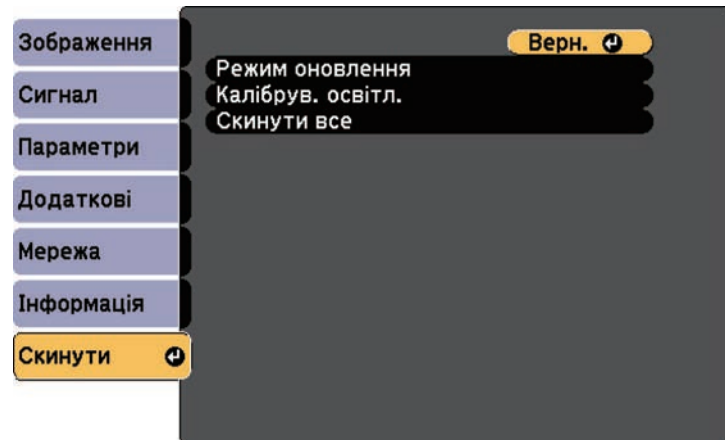 Зображення
Сигнал
Параметри
Додаткові
Мережа
Інформація
Скинути
Верн.
Режим оновлення
Калібрув. освітл.
Скинути все